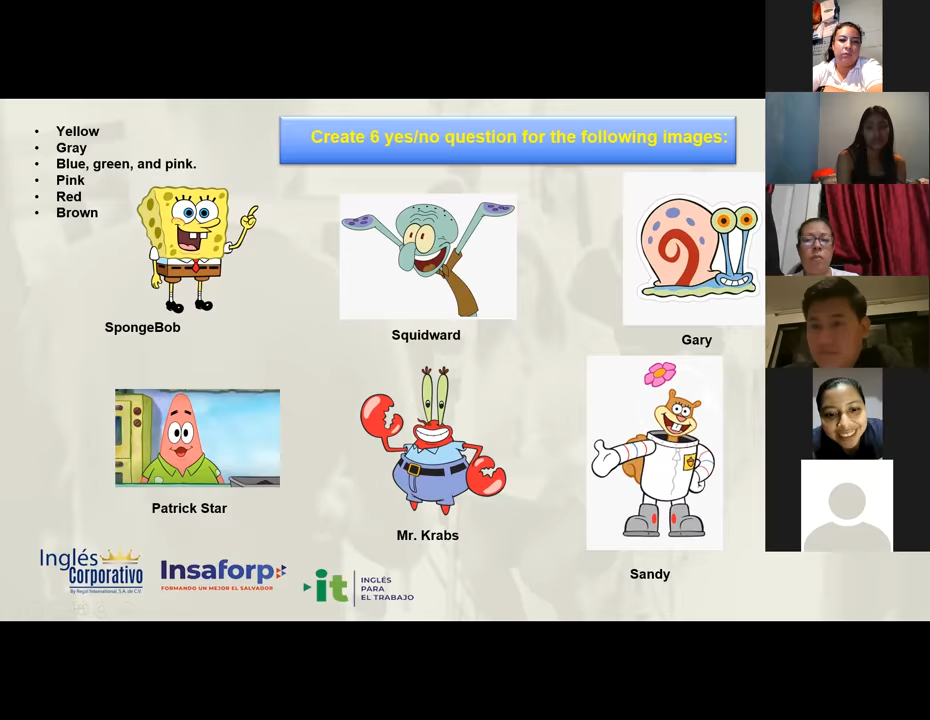 Create 6 yes/no question for the following images:
• Yellow
• Gray
• Blue, green, and pink.
• Pink
• Red
• Brown
SpongeBob
Squidward
Gary
Patrick Star
Mr. Krabs
Sandy
Inglés
Corporativo
By Regal International, S.A. de C.V.
Insaforp
FORMANDO UN MEJOR EL SALVADOR
it
INGLÉS
PARA
EL TRABAJO